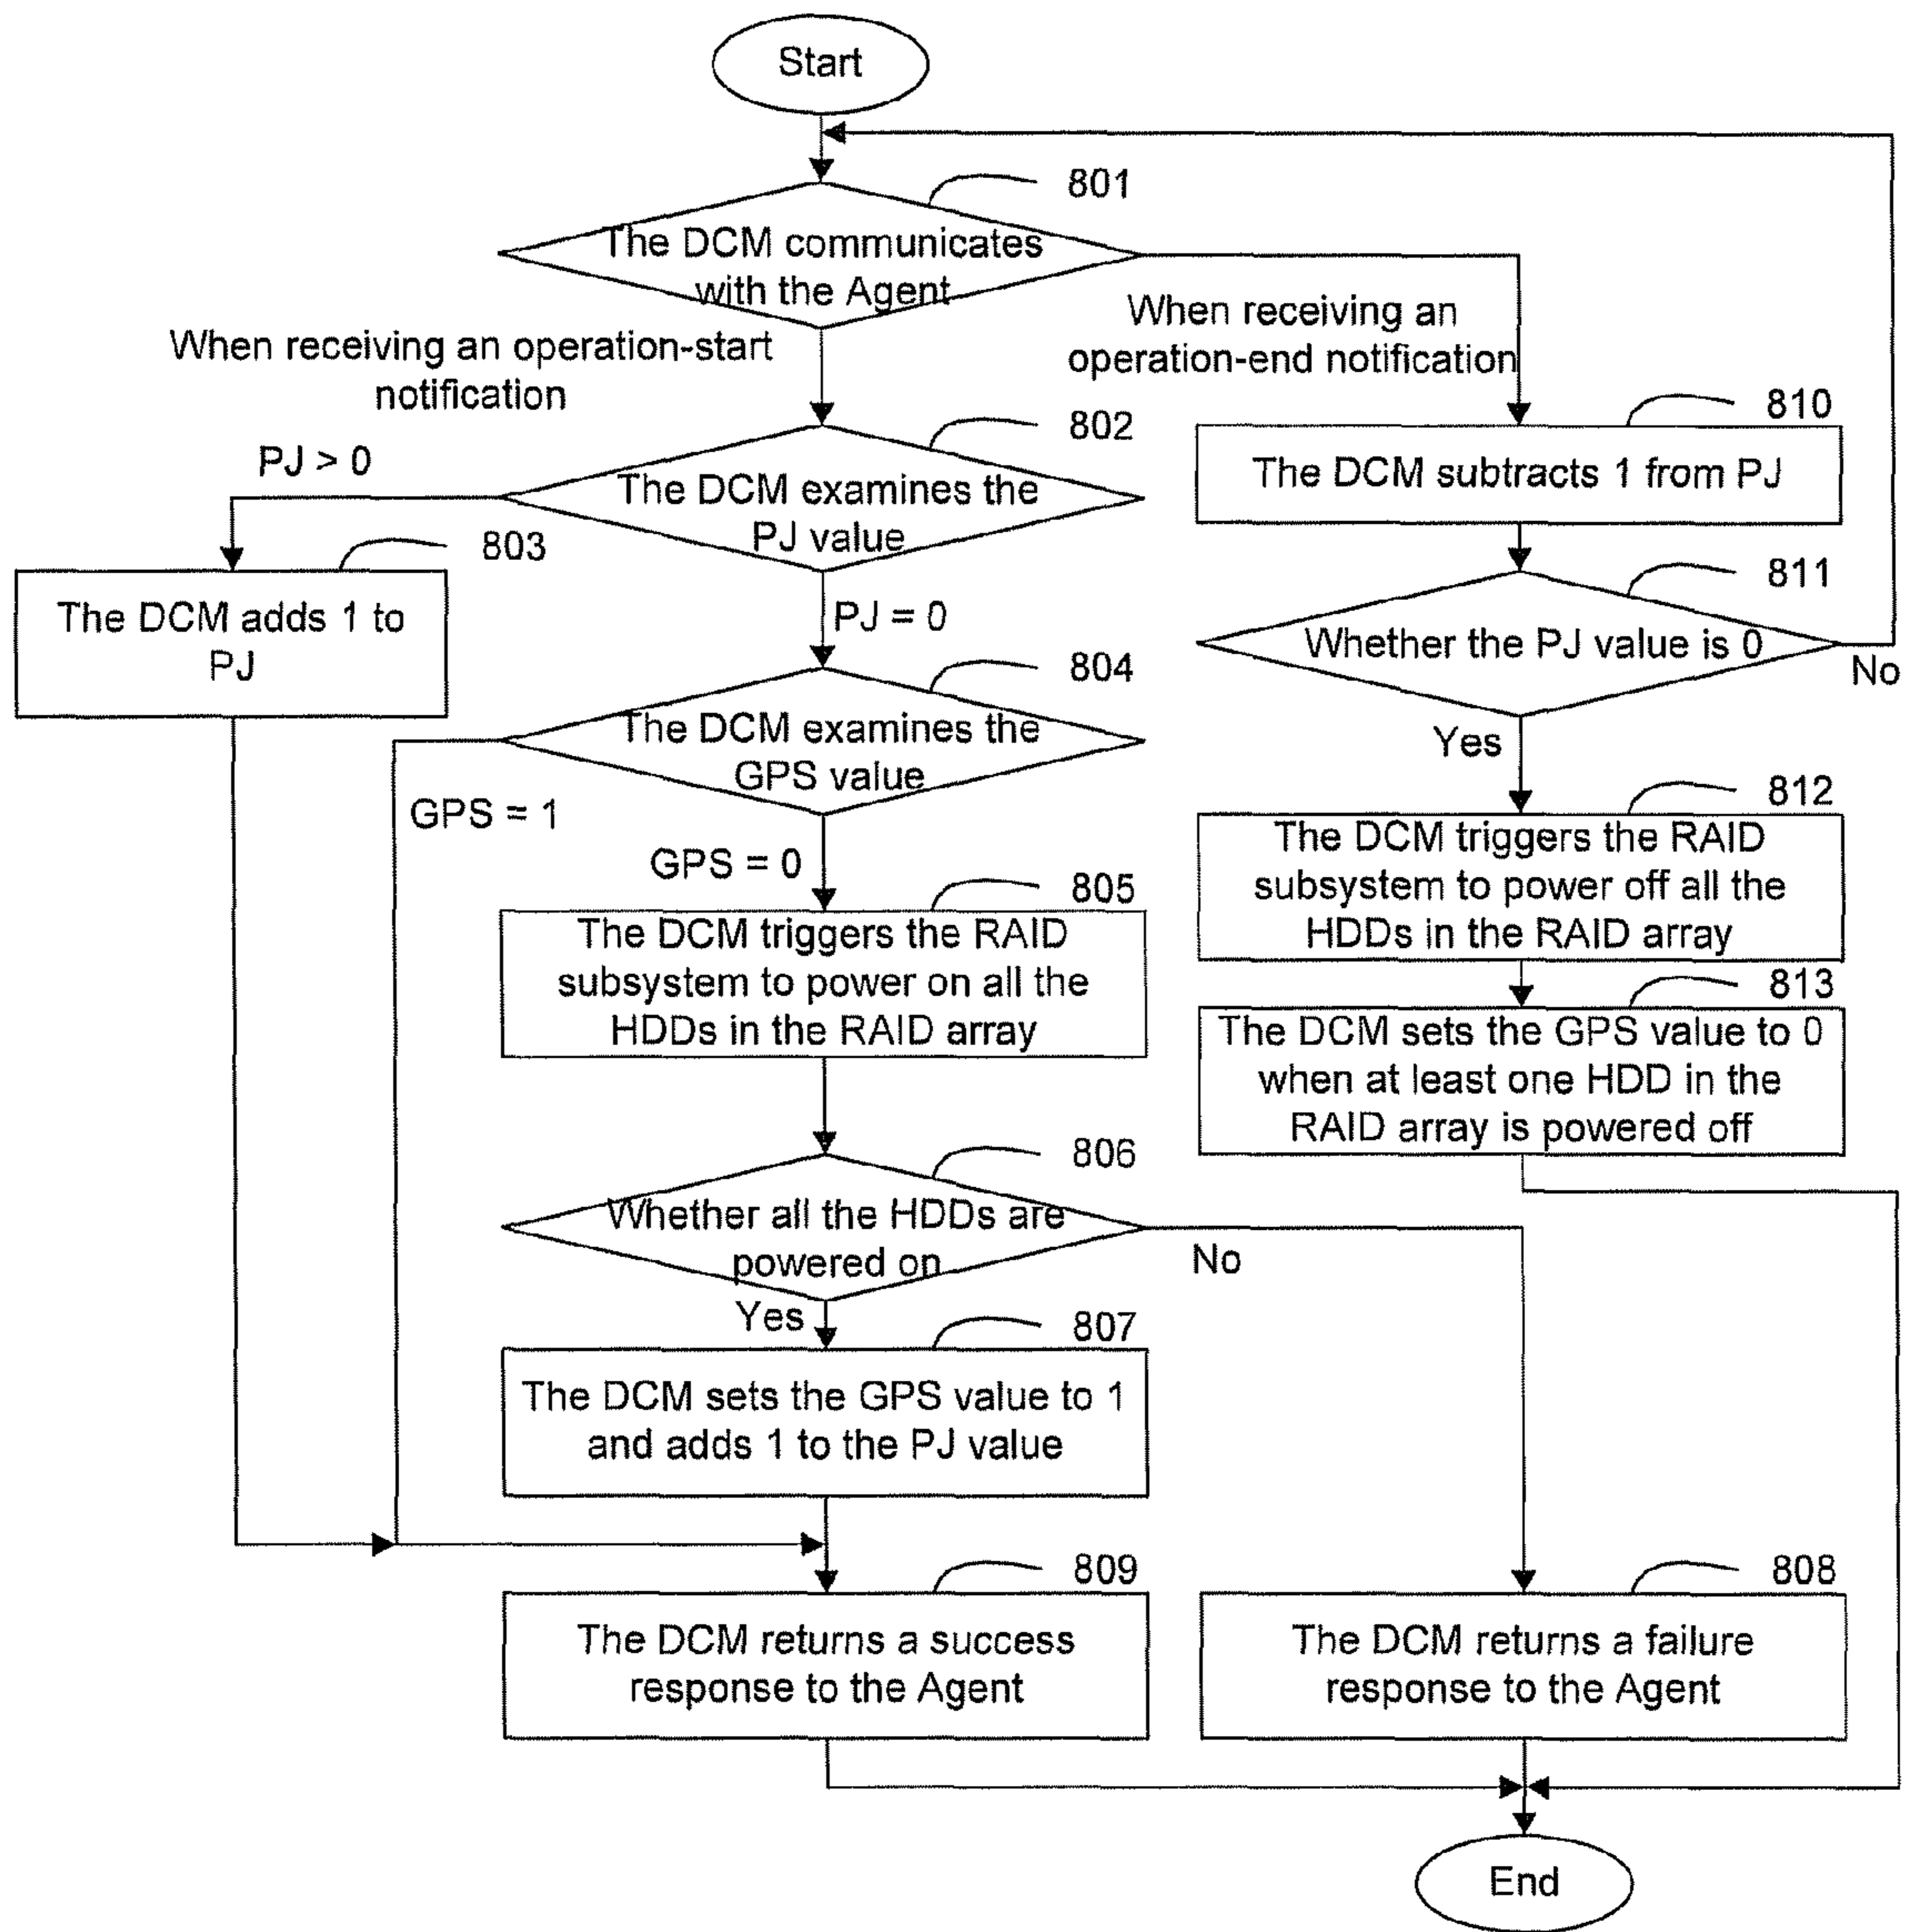 Start
801
The DCM communicates
with the Agent
When receiving an operation-start
notification
When receiving an
operation-end notification
802
The DCM examines the
PJ value
PJ > 0
803
The DCM adds 1 to
PJ
PJ = 0
804
The DCM examines the
GPS value
GPS = 1
GPS = 0
805
The DCM triggers the RAID
subsystem to power on all the
HDDs in the RAID array
806
Whether all the HDDs are
powered on
No
Yes
807
The DCM sets the GPS value to 1
and adds 1 to the PJ value
809
The DCM returns a success
response to the Agent
810
The DCM subtracts 1 from PJ
811
Whether the PJ value is 0
No
Yes
812
The DCM triggers the RAID
subsystem to power off all the
HDDs in the RAID array
813
The DCM sets the GPS value to 0
when at least one HDD in the
RAID array is powered off
808
The DCM returns a failure
response to the Agent
End